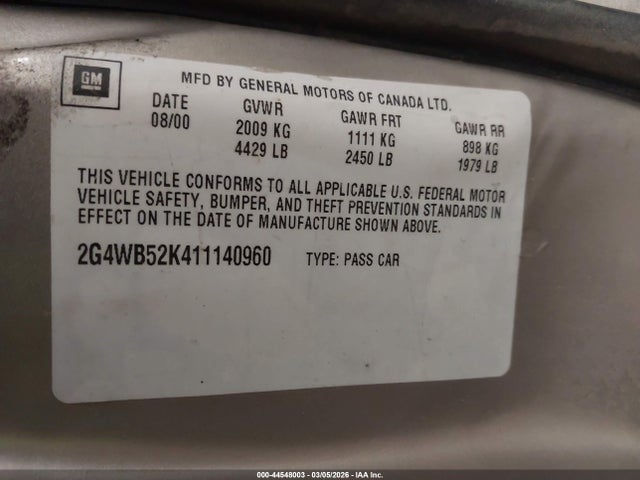 GM
MFD BY GENERAL MOTORS OF CANADA LTD.
DATE GVWR GAWR FRT GAWR RR
08/00 2009 KG 1111 KG 898 KG
4429 LB 2450 LB 1979 LB
THIS VEHICLE CONFORMS TO ALL APPLICABLE U.S. FEDERAL MOTOR
VEHICLE SAFETY, BUMPER, AND THEFT PREVENTION STANDARDS IN
EFFECT ON THE DATE OF MANUFACTURE SHOWN ABOVE.
2G4WB52K411140960 TYPE: PASS CAR
000-44548003 — 03/05/2026 — IAA Inc.